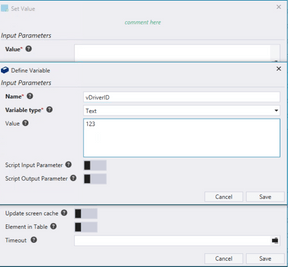 Set Value
comment here
Input Parameters
Value*
Define Variable
Input Parameters
Name*
vDriverID
Variable type*
Text
Value
123
Script Input Parameter
Script Output Parameter
Cancel
Save
Update screen cache
Element in Table
Timeout
Cancel
Save